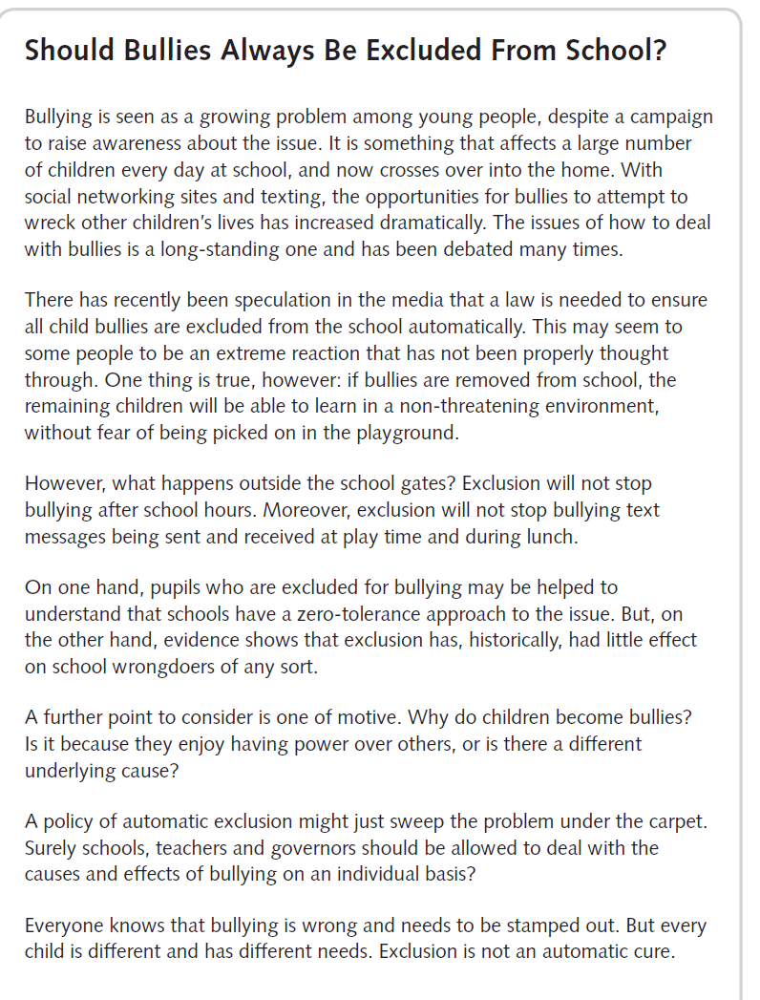 Should Bullies Always Be Excluded From School?
Bullying is seen as a growing problem among young people, despite a campaign
to raise awareness about the issue. It is something that affects a large number
of children every day at school, and now crosses over into the home. With
social networking sites and texting, the opportunities for bullies to attempt to
wreck other children’s lives has increased dramatically. The issues of how to deal
with bullies is a long-standing one and has been debated many times.
There has recently been speculation in the media that a law is needed to ensure
all child bullies are excluded from the school automatically. This may seem to
some people to be an extreme reaction that has not been properly thought
through. One thing is true, however: if bullies are removed from school, the
remaining children will be able to learn in a non-threatening environment,
without fear of being picked on in the playground.
However, what happens outside the school gates? Exclusion will not stop
bullying after school hours. Moreover, exclusion will not stop bullying text
messages being sent and received at play time and during lunch.
On one hand, pupils who are excluded for bullying may be helped to
understand that schools have a zero-tolerance approach to the issue. But, on
the other hand, evidence shows that exclusion has, historically, had little effect
on school wrongdoers of any sort.
A further point to consider is one of motive. Why do children become bullies?
Is it because they enjoy having power over others, or is there a different
underlying cause?
A policy of automatic exclusion might just sweep the problem under the carpet.
Surely schools, teachers and governors should be allowed to deal with the
causes and effects of bullying on an individual basis?
Everyone knows that bullying is wrong and needs to be stamped out. But every
child is different and has different needs. Exclusion is not an automatic cure.